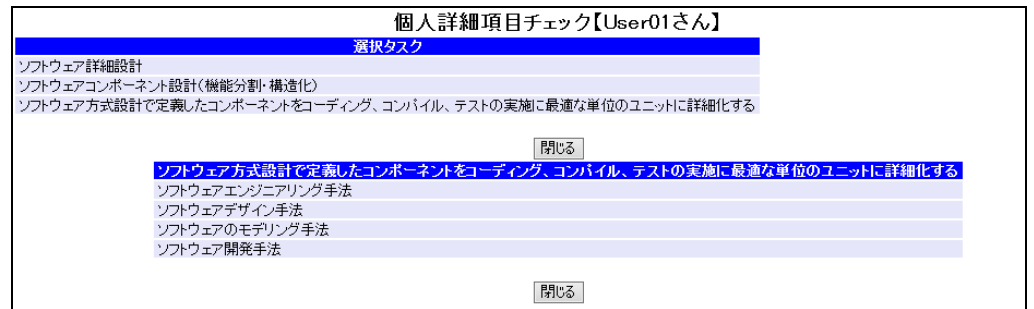 個人詳細項目チェック【User01さん】
選択タスク
ソフトウェア詳細設計
ソフトウェアコンポーネント設計(機能分割・構造化)
ソフトウェア方式設計で定義したコンポーネントをコーディング、コンパイル、テストの実施に最適な単位のユニットに詳細化する
閉じる
ソフトウェア方式設計で定義したコンポーネントをコーディング、コンパイル、テストの実施に最適な単位のユニットに詳細化する
ソフトウェアエンジニアリング手法
ソフトウェアデザイン手法
ソフトウェアのモデリング手法
ソフトウェア開発手法
閉じる